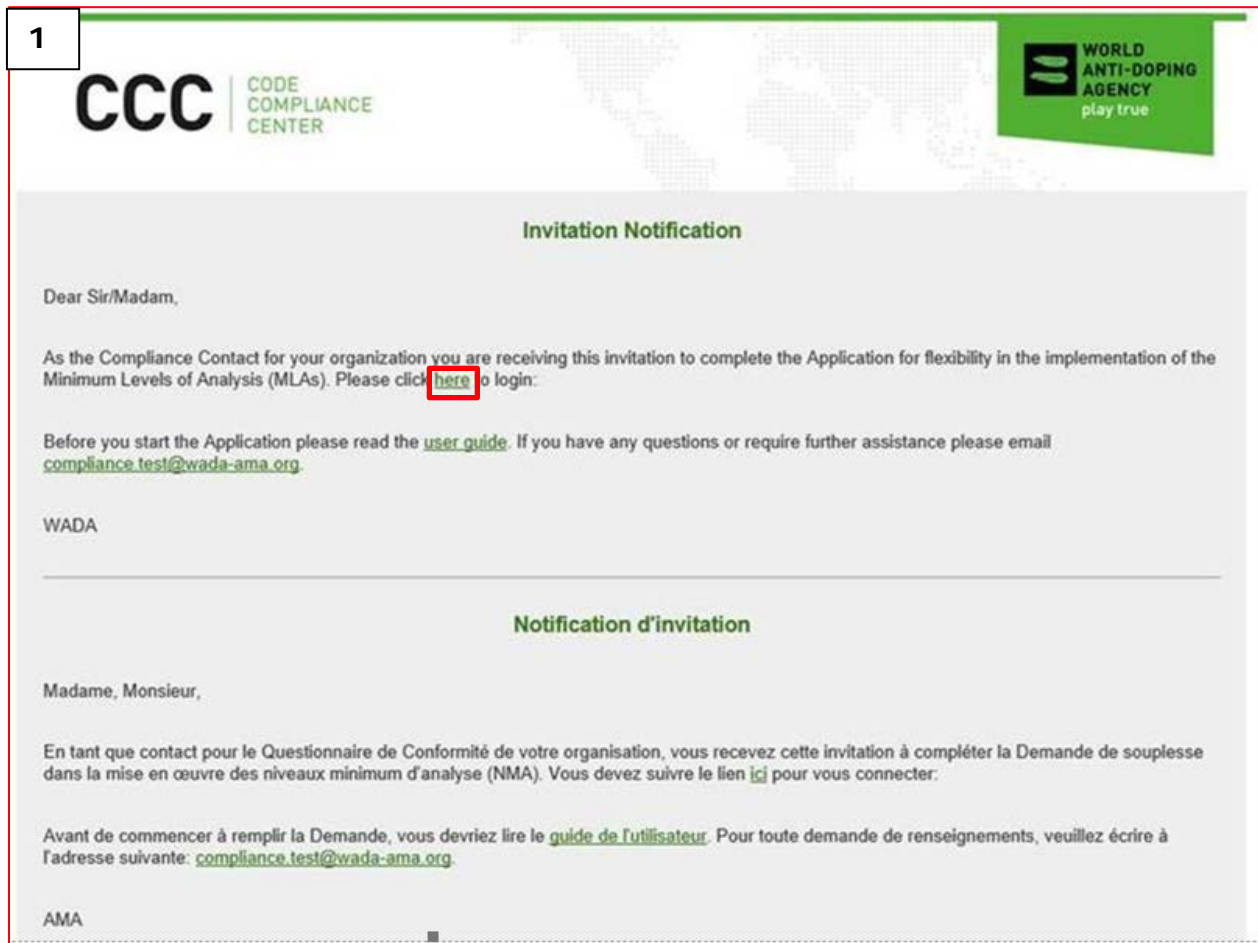 1
CCC
CODE
COMPLIANCE
CENTER
WORLD
ANTI-DOPING
AGENCY
play true
Invitation Notification
Dear Sir/Madam,
As the Compliance Contact for your organization you are receiving this invitation to complete the Application for flexibility in the implementation of the
Minimum Levels of Analysis (MLAs). Please click here to login:
Before you start the Application please read the user guide. If you have any questions or require further assistance please email
compliance.test@wada-ama.org.
WADA
Notification d'invitation
Madame, Monsieur,
En tant que contact pour le Questionnaire de Conformité de votre organisation, vous recevez cette invitation à compléter la Demande de souplesse
dans la mise en œuvre des niveaux minimum d'analyse (NMA). Vous devez suivre le lien ici pour vous connecter:
Avant de commencer à remplir la Demande, vous devriez lire le guide de l'utilisateur. Pour toute demande de renseignements, veuillez écrire à
l'adresse suivante: compliance.test@wada-ama.org.
AMA